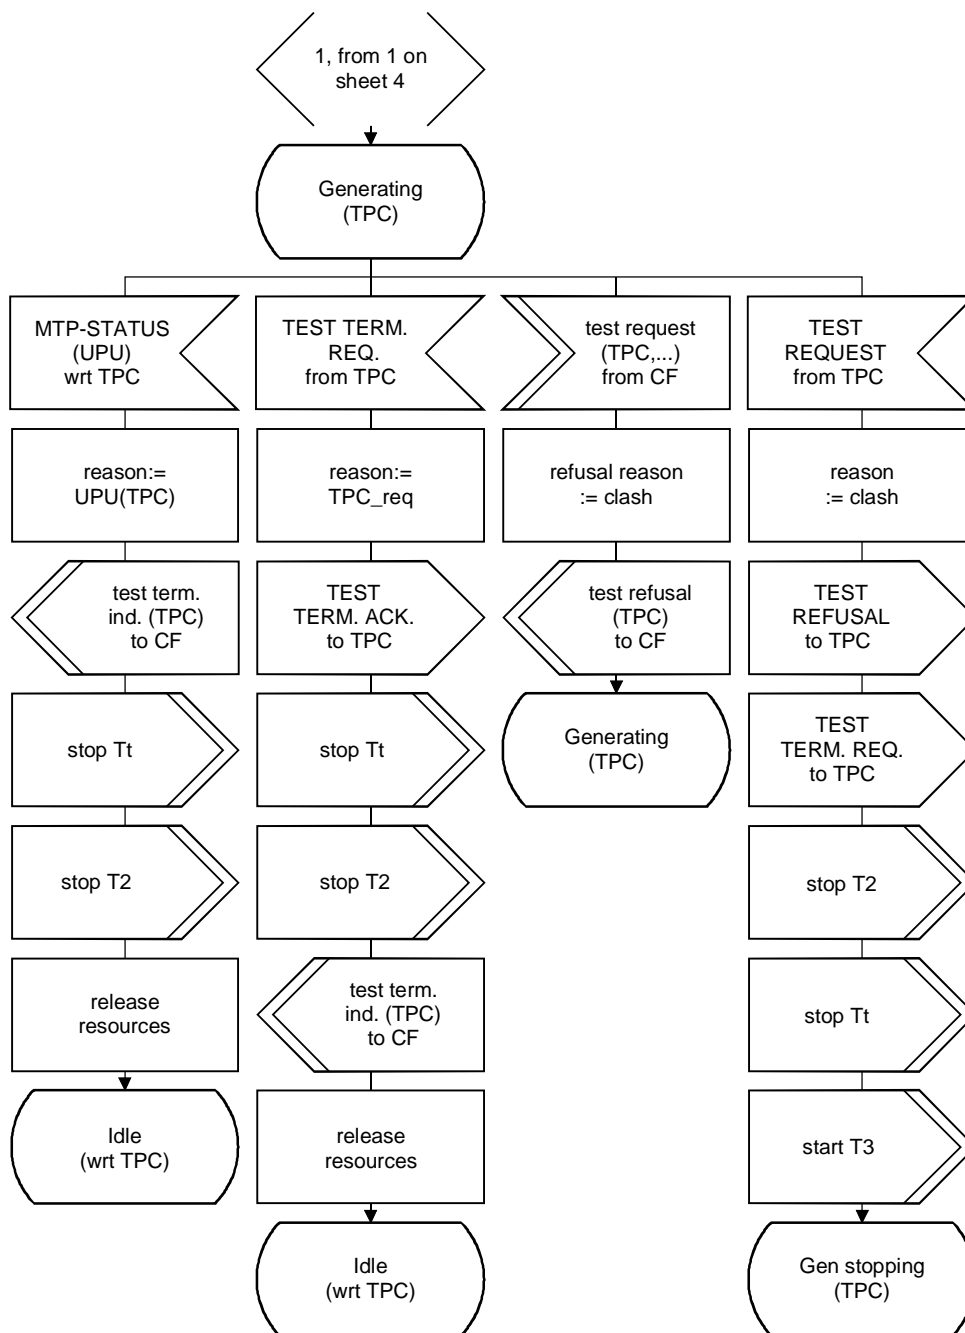 1, from 1 on
sheet 4
Generating
(TPC)
MTP-STATUS
(UPU)
wrt TPC
reason:=
UPU(TPC)
test term.
ind. (TPC)
to CF
stop Tt
stop T2
release
resources
Idle
(wrt TPC)
TEST TERM.
REQ.
from TPC
reason:=
TPC_req
TEST
TERM. ACK.
to TPC
stop Tt
stop T2
test term.
ind. (TPC)
to CF
release
resources
Idle
(wrt TPC)
test request
(TPC,...)
from CF
refusal reason
:= clash
test refusal
(TPC)
to CF
Generating
(TPC)
TEST
REQUEST
from TPC
reason
:= clash
TEST
REFUSAL
to TPC
TEST
TERM. REQ.
to TPC
stop T2
stop Tt
start T3
Gen stopping
(TPC)